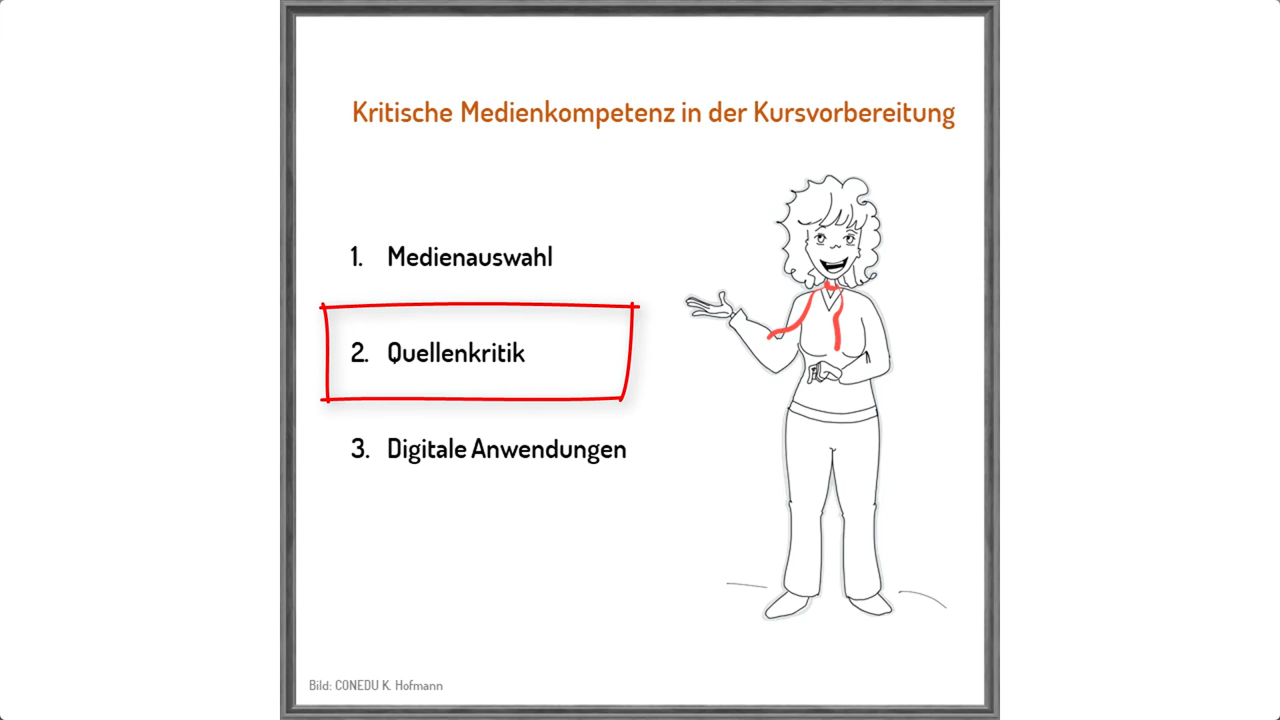 Kritische Medienkompetenz in der Kursvorbereitung
1. Medienauswahl
2. Quellenkritik
3. Digitale Anwendungen
Bild: CONEDU K. Hofmann